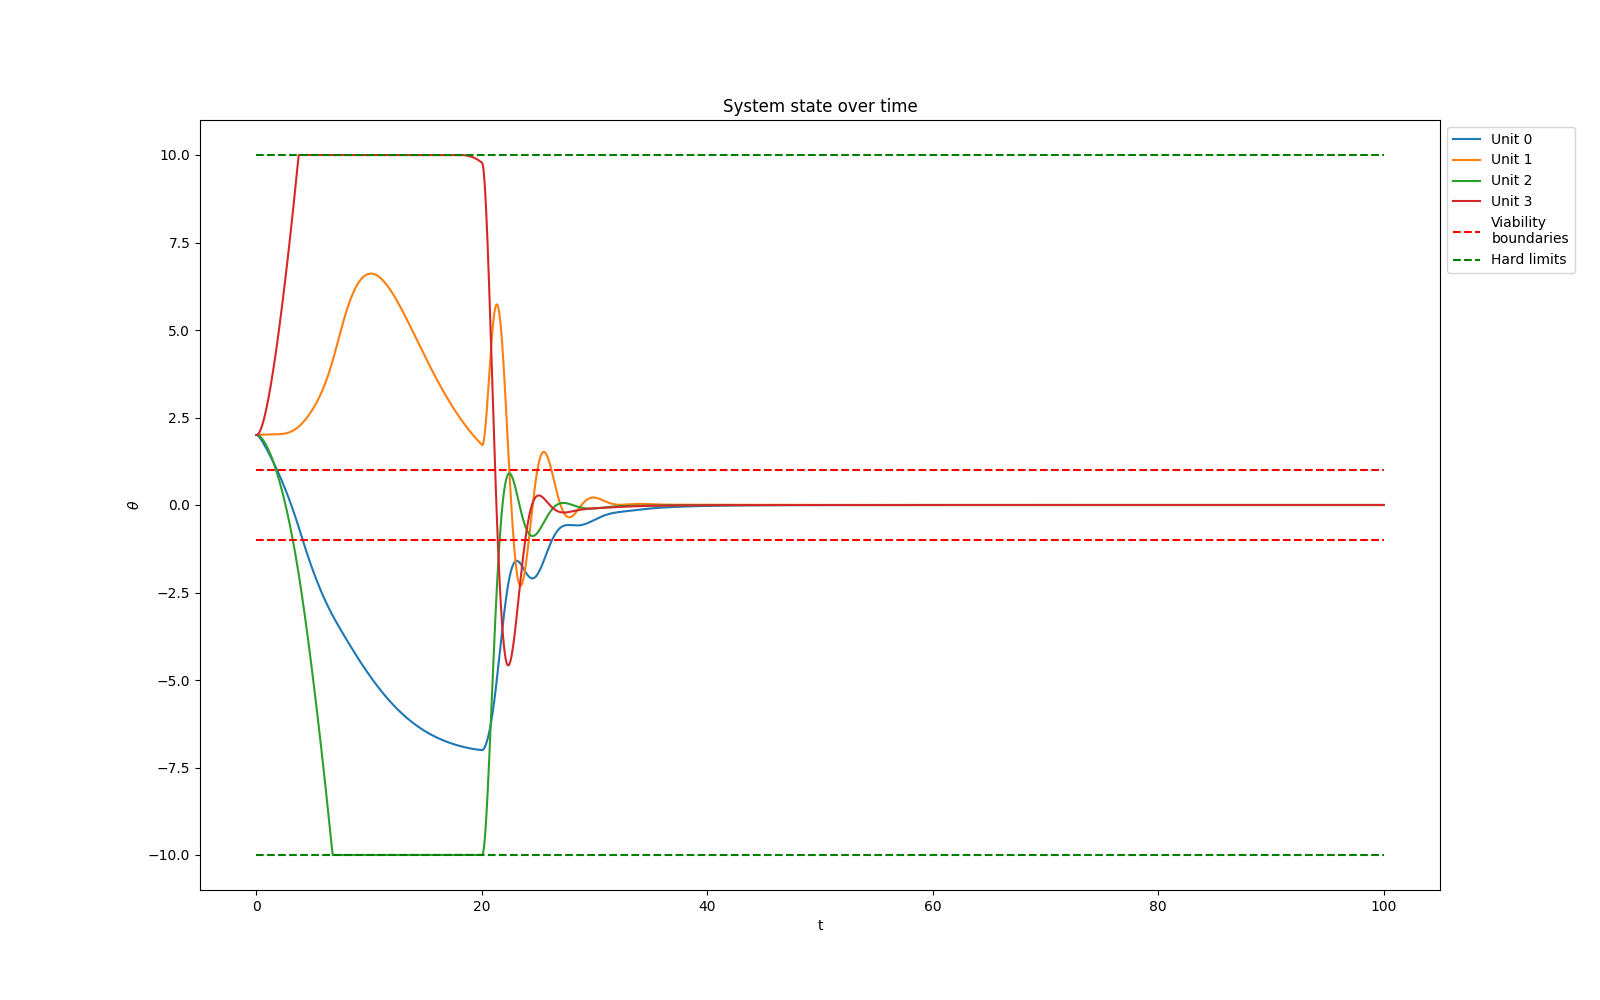 System state over time
10.0
7.5
5.0
2.5
0.0
−2.5
−5.0
−7.5
−10.0
θ
0
20
40
60
80
100
t
Unit 0
Unit 1
Unit 2
Unit 3
Viability
boundaries
Hard limits